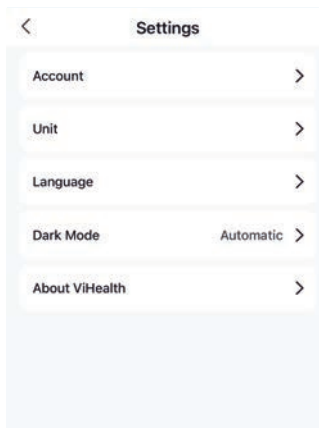 Settings
Account
Unit
Language
Dark Mode Automatic
About ViHealth